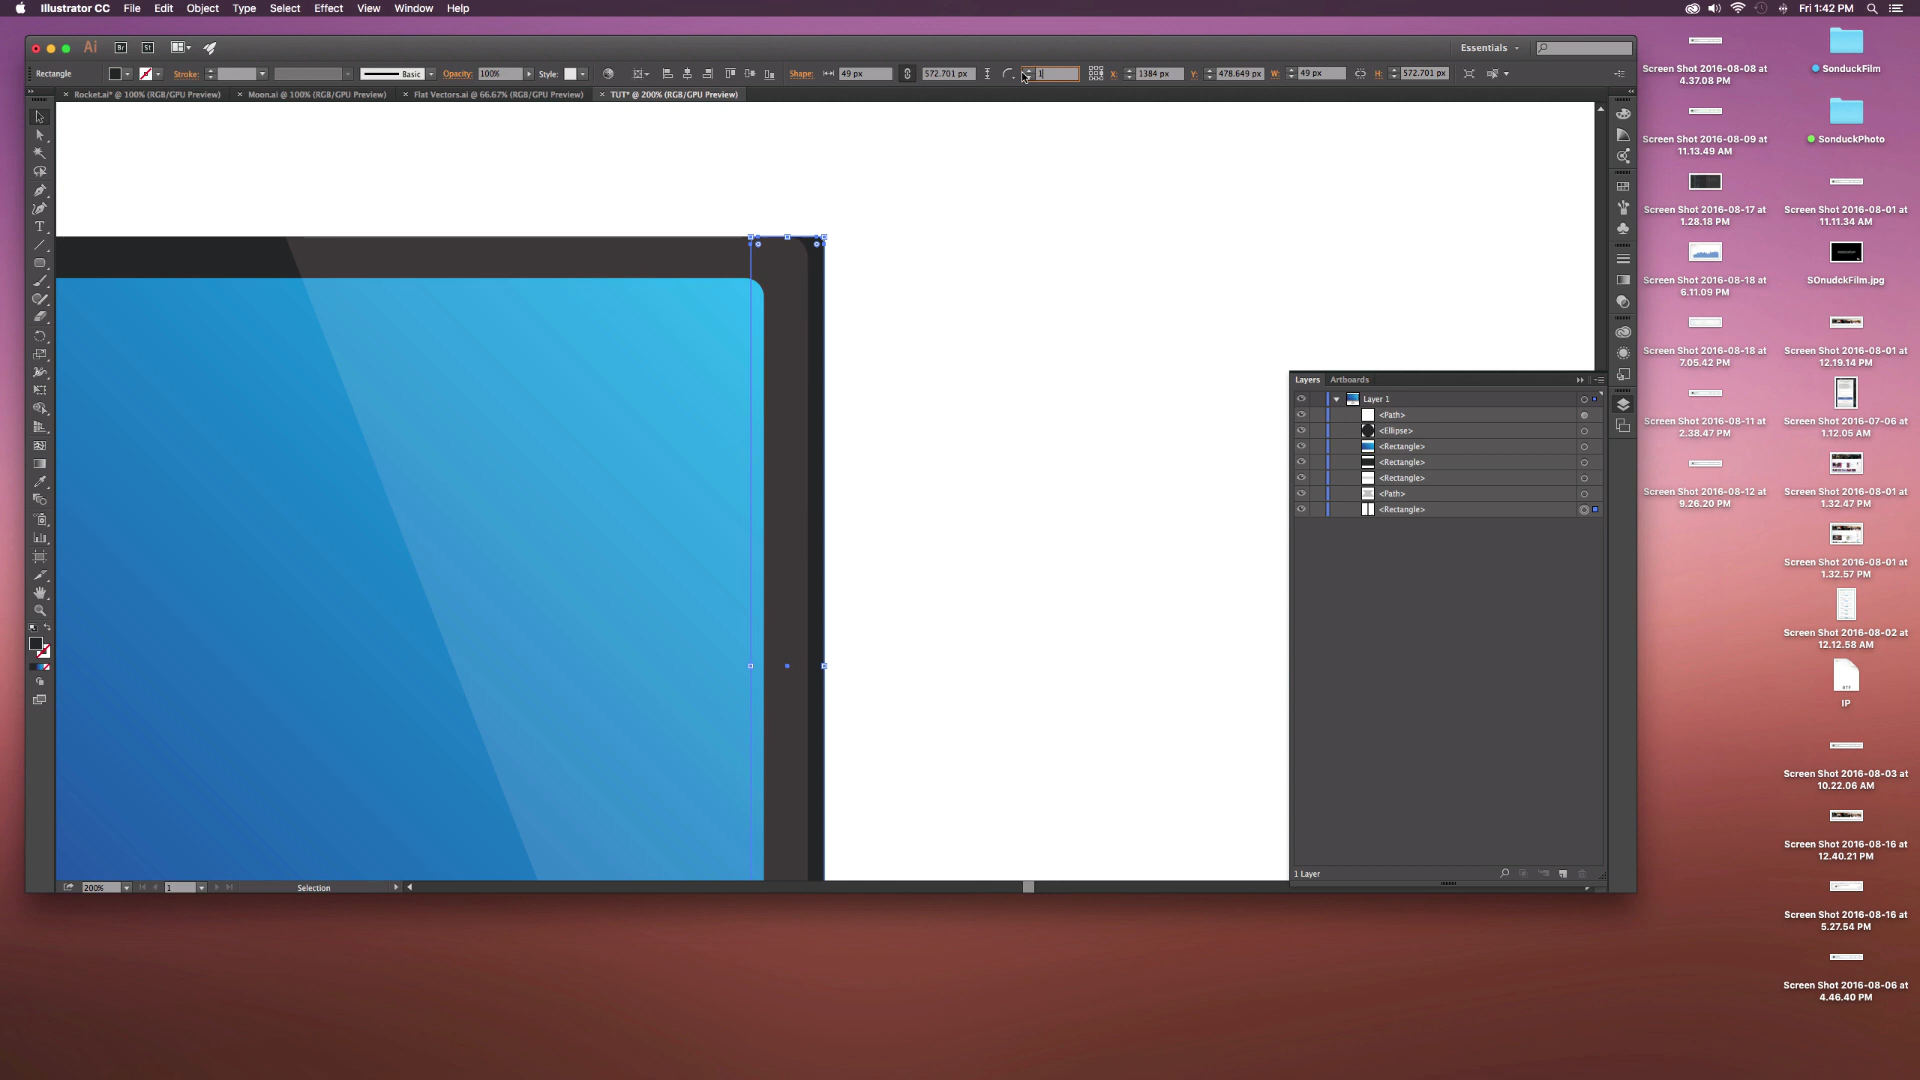 Illustrator CC File Edit Object Type Select Effect View Window Help Fri 1:42 PM
Ai Br St Essentials
Rectangle Stroke: Basic Opacity: 100% Style: Shape: 49 px 572.701 px 1 X: 1384 px Y: 478.649 px W: 49 px H: 572.701 px
× Rocket.ai* @ 100% (RGB/GPU Preview) × Moon.ai @ 100% (RGB/GPU Preview) × Flat Vectors.ai @ 66.67% (RGB/GPU Preview) × TUT* @ 200% (RGB/GPU Preview)
Layers Artboards
Layer 1
<Path>
<Ellipse>
<Rectangle>
<Rectangle>
<Rectangle>
<Path>
<Rectangle>
1 Layer
200% 1 Selection
Screen Shot 2016-08-08 at
4.37.08 PM
Screen Shot 2016-08-09 at
11.13.49 AM
Screen Shot 2016-08-17 at
1.28.18 PM
Screen Shot 2016-08-18 at
6.11.09 PM
Screen Shot 2016-08-18 at
7.05.42 PM
Screen Shot 2016-08-11 at
2.38.47 PM
Screen Shot 2016-08-12 at
9.26.20 PM
SonduckFilm
SonduckPhoto
Screen Shot 2016-08-01 at
11.11.34 AM
SOnudckFilm.jpg
Screen Shot 2016-08-01 at
12.19.14 PM
Screen Shot 2016-07-06 at
1.12.05 AM
Screen Shot 2016-08-01 at
1.32.47 PM
Screen Shot 2016-08-01 at
1.32.57 PM
Screen Shot 2016-08-02 at
12.12.58 AM
RTF
IP
Screen Shot 2016-08-03 at
10.22.06 AM
Screen Shot 2016-08-16 at
12.40.21 PM
Screen Shot 2016-08-16 at
5.27.54 PM
Screen Shot 2016-08-06 at
4.46.40 PM